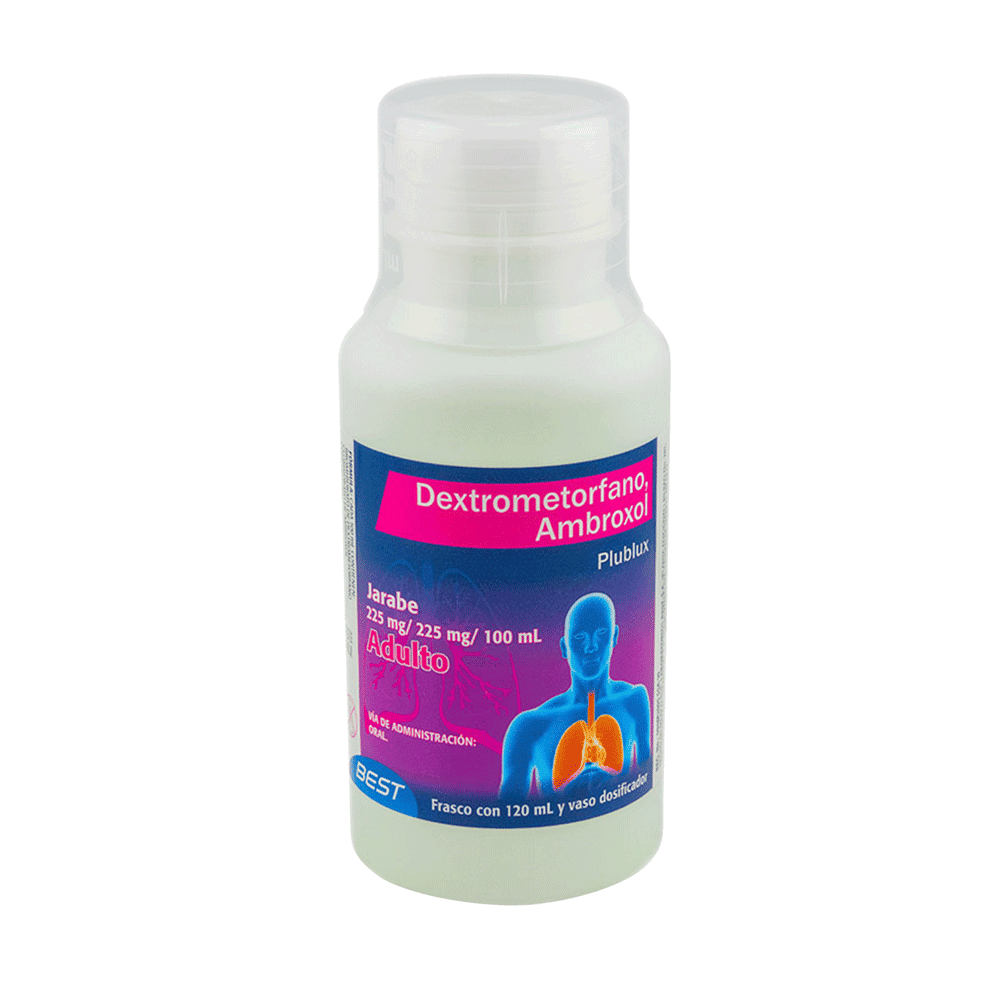 Dextrometorfano,
Ambroxol
Plublux
Jarabe
225 mg/ 225 mg/ 100 mL
Adulto
VÍA DE ADMINISTRACIÓN:
ORAL.
BEST
Frasco con 120 mL y vaso dosificador